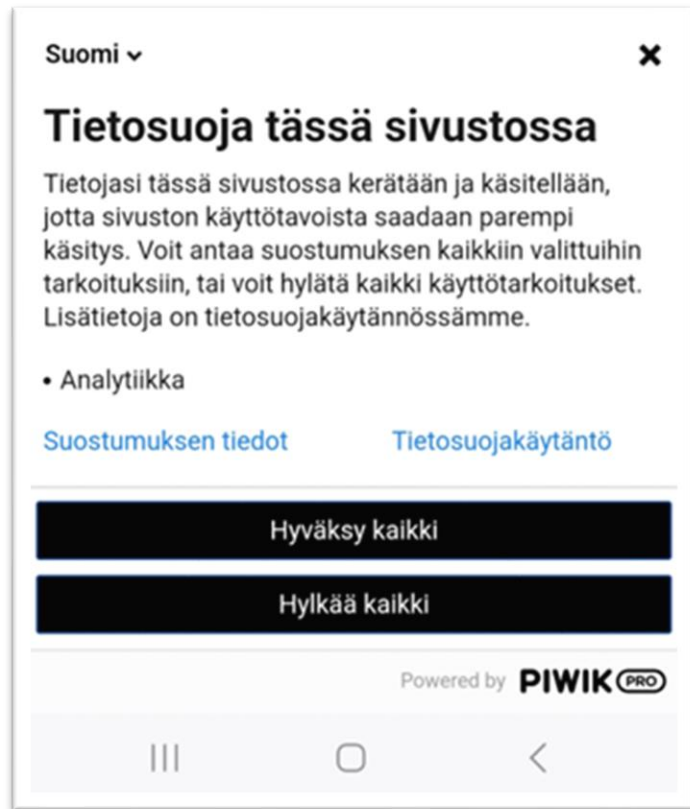 Suomi
Tietosuoja tässä sivustossa
Tietojasi tässä sivustossa kerätään ja käsitellään,
jotta sivuston käyttötavoista saadaan parempi
käsitys. Voit antaa suostumuksen kaikkiin valittuihin
tarkoituksiin, tai voit hylätä kaikki käyttötarkoitukset.
Lisätietoja on tietosuojakäytännössämme.
• Analytiikka
Suostumuksen tiedot Tietosuojakäytäntö
Hyväksy kaikki
Hylkää kaikki
Powered by PIWIK PRO